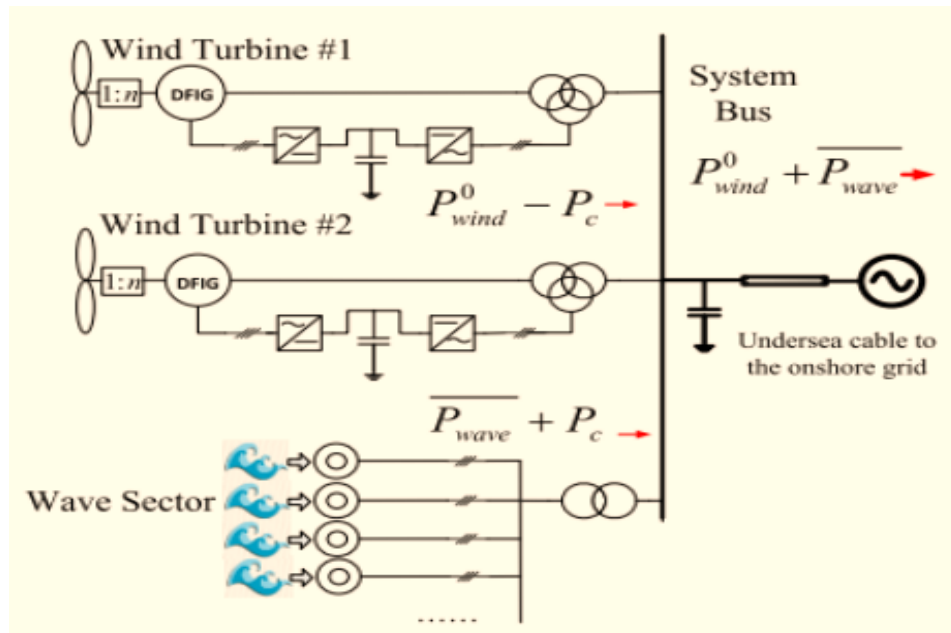 Wind Turbine #1
1:n
DFIG
System
Bus
P⁰wind + P̅wave
P⁰wind − Pc
Wind Turbine #2
1:n
DFIG
Undersea cable to
the onshore grid
P̅wave + Pc
Wave Sector
......